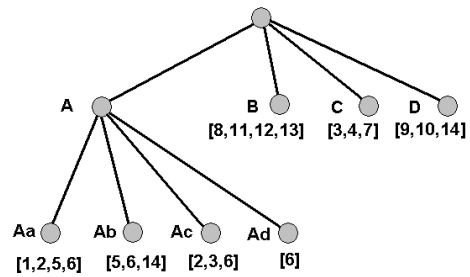 A
B
C
D
[8,11,12,13]
[3,4,7]
[9,10,14]
Aa
Ab
Ac
Ad
[1,2,5,6]
[5,6,14]
[2,3,6]
[6]